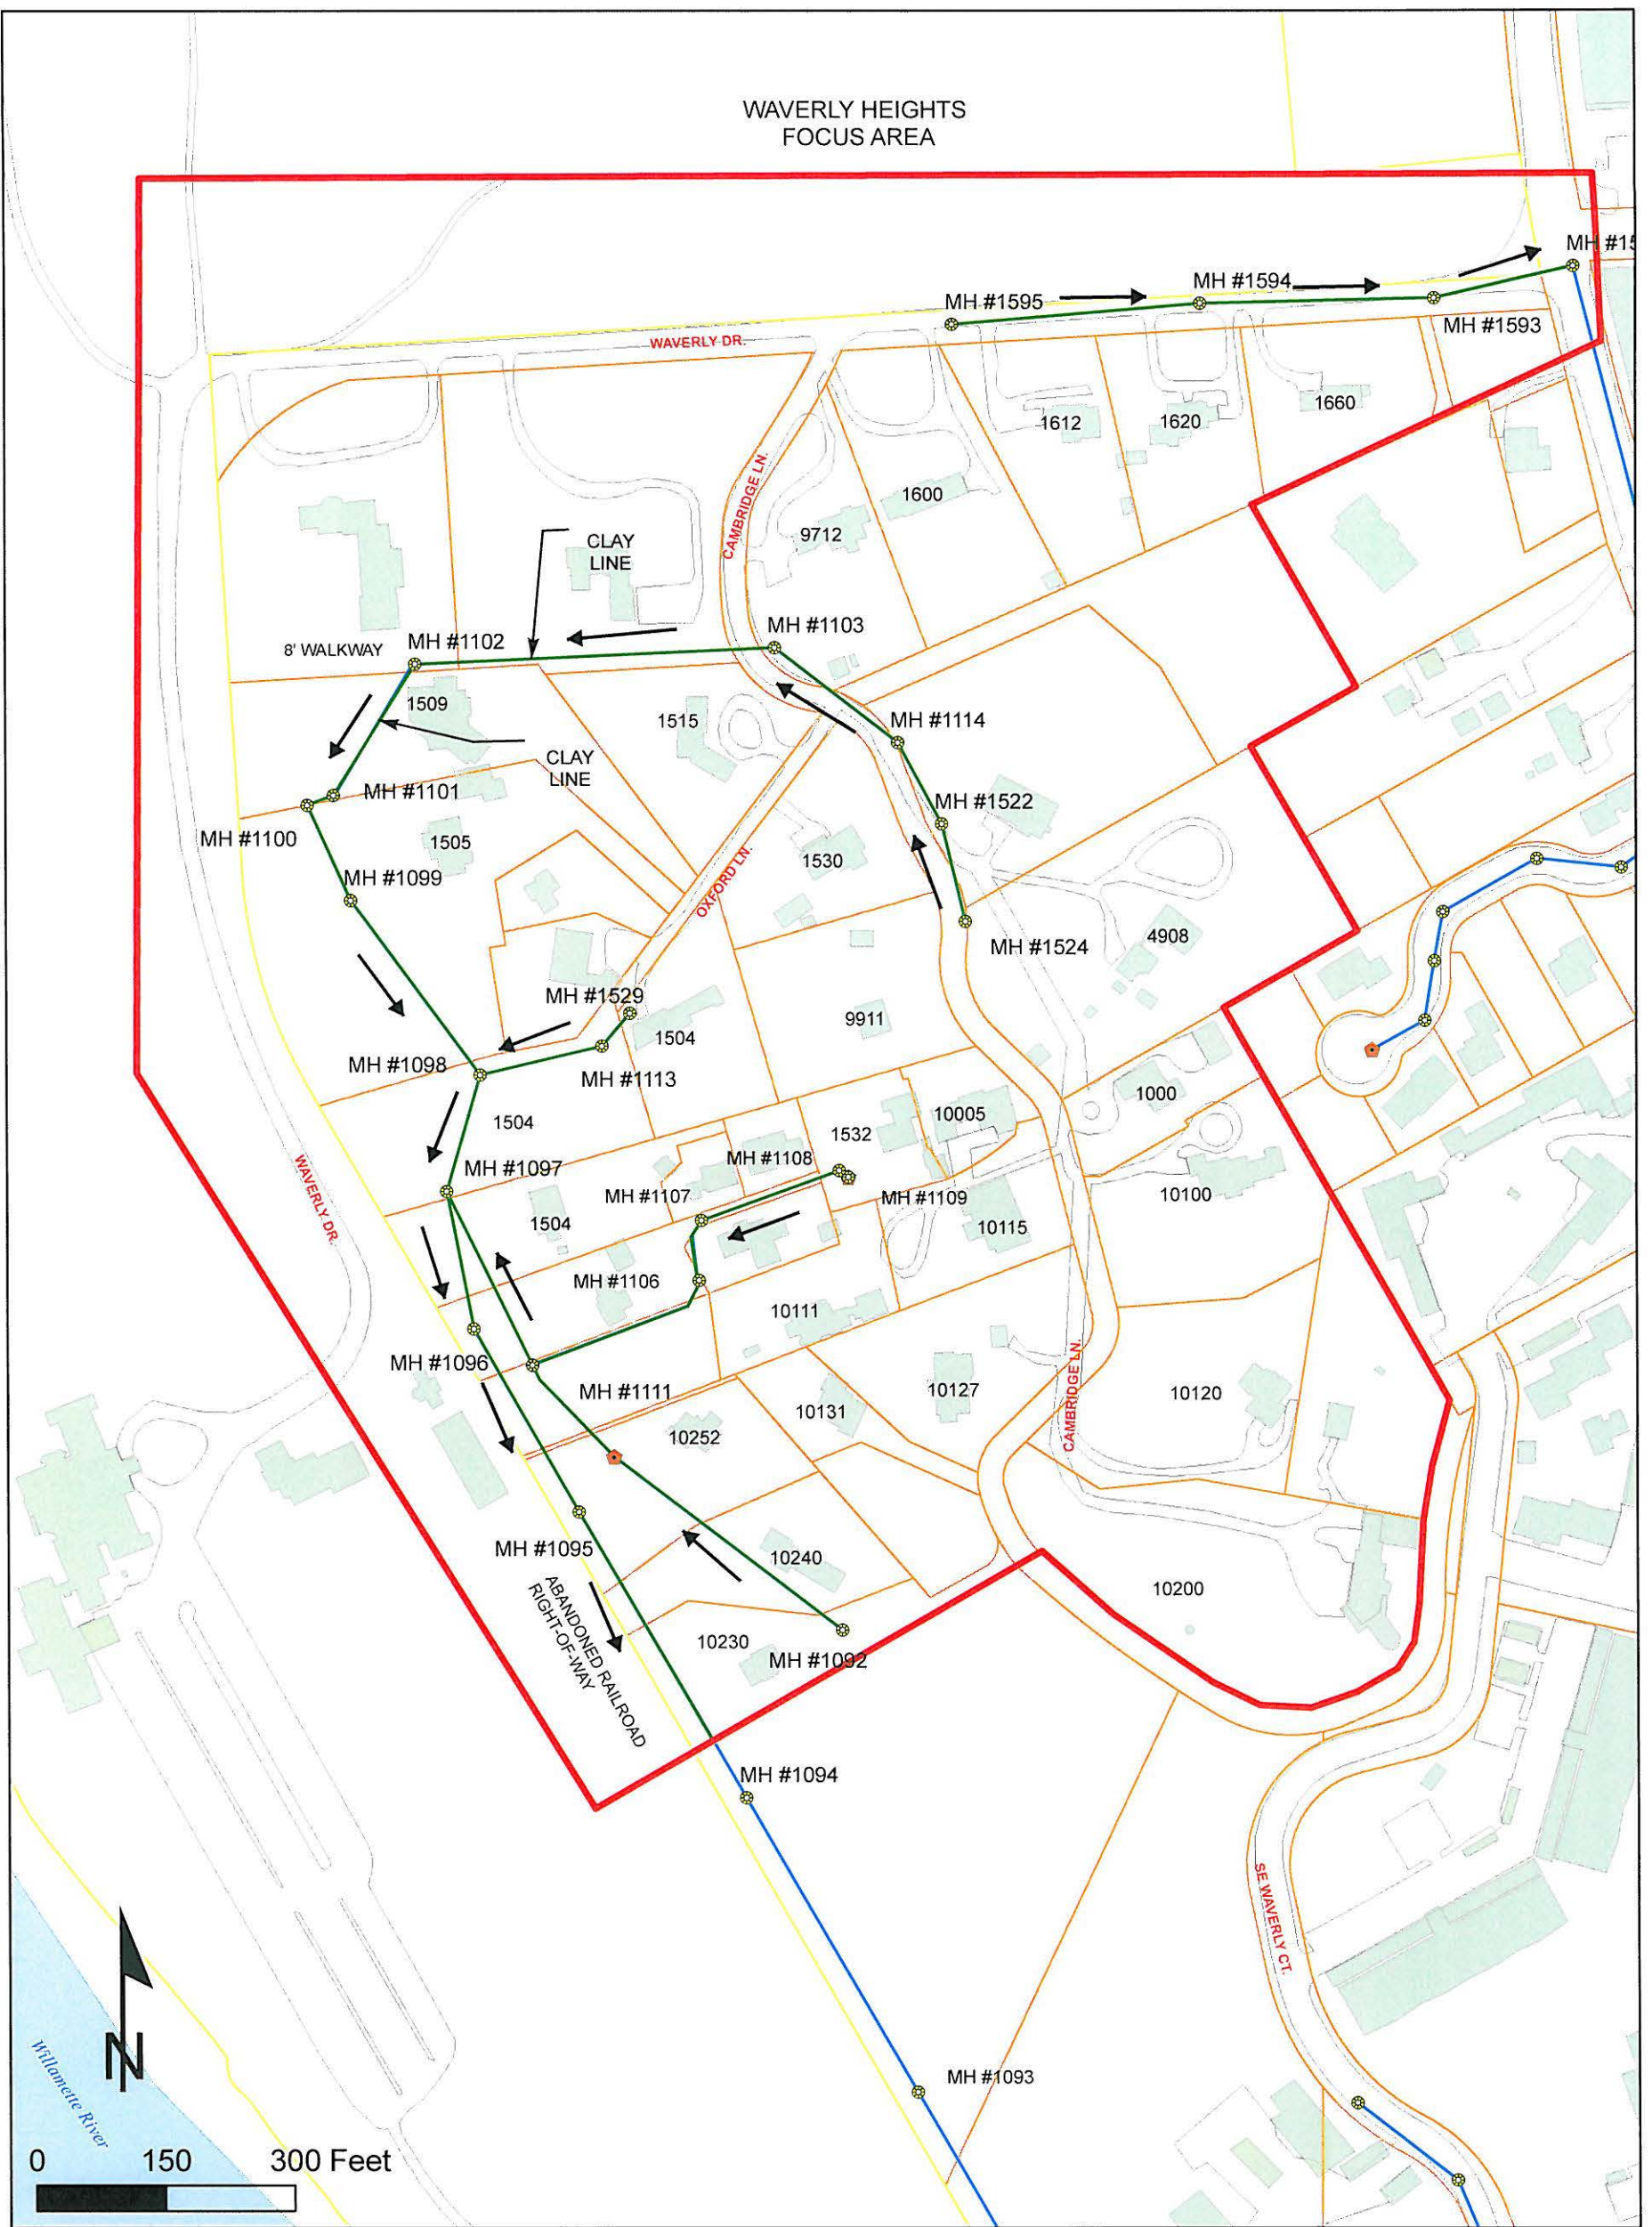 WAVERLY HEIGHTS
FOCUS AREA
MH #15
MH #1594
MH #1595
MH #1593
WAVERLY DR.
1660
1612
1620
CAMBRIDGE LN.
1600
9712
CLAY
LINE
MH #1103
MH #1102
8' WALKWAY
1509
1515
MH #1114
CLAY
LINE
MH #1101
MH #1522
MH #1100
1505
1530
MH #1099
OXFORD LN.
4908
MH #1524
MH #1529
9911
1504
MH #1098
MH #1113
1000
10005
1504
1532
MH #1108
MH #1097
WAVERLY DR.
MH #1107
MH #1109
10100
1504
10115
MH #1106
10111
MH #1096
CAMBRIDGE LN.
MH #1111
10127
10120
10131
10252
MH #1095
10240
ABANDONED RAILROAD
RIGHT-OF-WAY
10200
10230
MH #1092
MH #1094
SE WAVERLY CT.
N
MH #1093
Willamette River
0 150 300 Feet